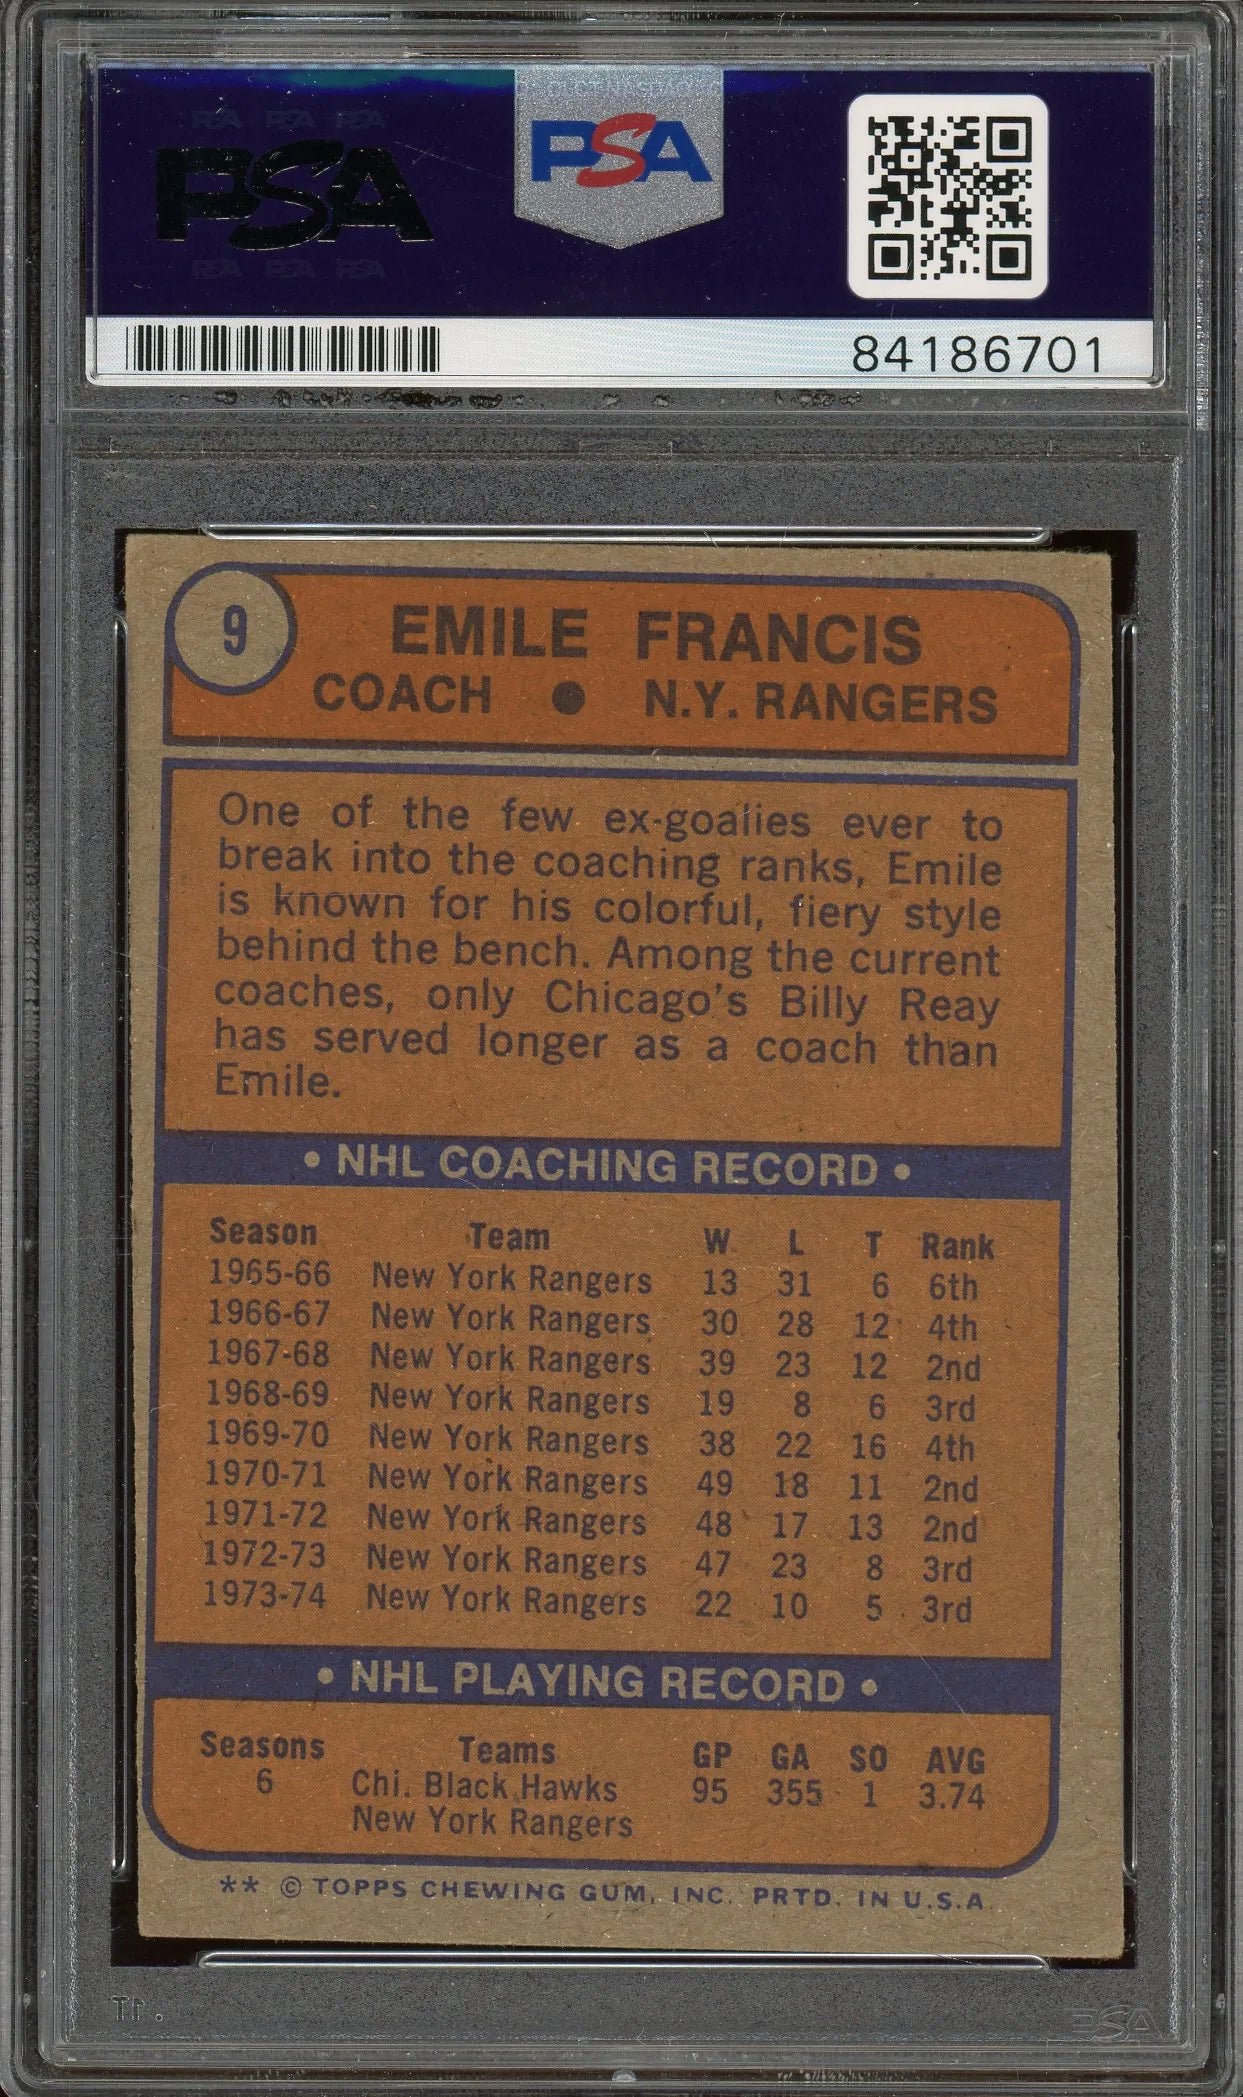 PSA PSA PSA
PSA
PSA PSA PSA
PSA
84186701
9
EMILE FRANCIS
COACH ● N.Y. RANGERS
One of the few ex-goalies ever to
break into the coaching ranks, Emile
is known for his colorful, fiery style
behind the bench. Among the current
coaches, only Chicago's Billy Reay
has served longer as a coach than
Emile.
• NHL COACHING RECORD •
Season Team W L T Rank
1965-66 New York Rangers 13 31 6 6th
1966-67 New York Rangers 30 28 12 4th
1967-68 New York Rangers 39 23 12 2nd
1968-69 New York Rangers 19 8 6 3rd
1969-70 New York Rangers 38 22 16 4th
1970-71 New York Rangers 49 18 11 2nd
1971-72 New York Rangers 48 17 13 2nd
1972-73 New York Rangers 47 23 8 3rd
1973-74 New York Rangers 22 10 5 3rd
• NHL PLAYING RECORD •
Seasons Teams GP GA SO AVG
6 Chi. Black Hawks 95 355 1 3.74
New York Rangers
** © TOPPS CHEWING GUM, INC. PRTD. IN U.S.A.
PSA